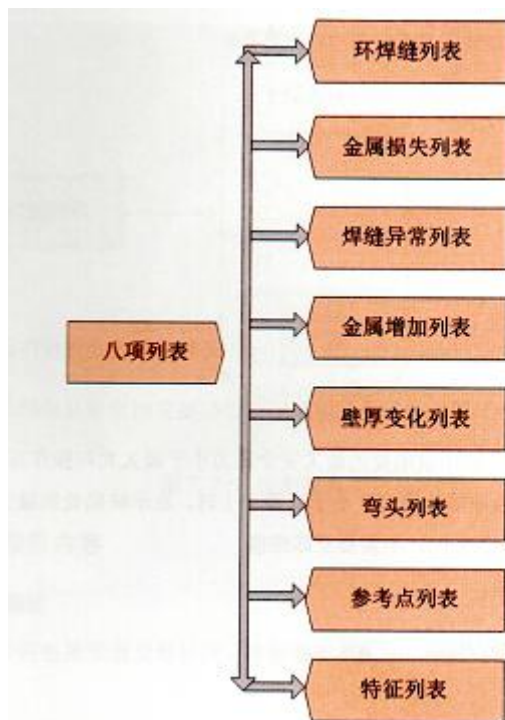 环焊缝列表
金属损失列表
焊缝异常列表
金属增加列表
八项列表
壁厚变化列表
弯头列表
参考点列表
特征列表